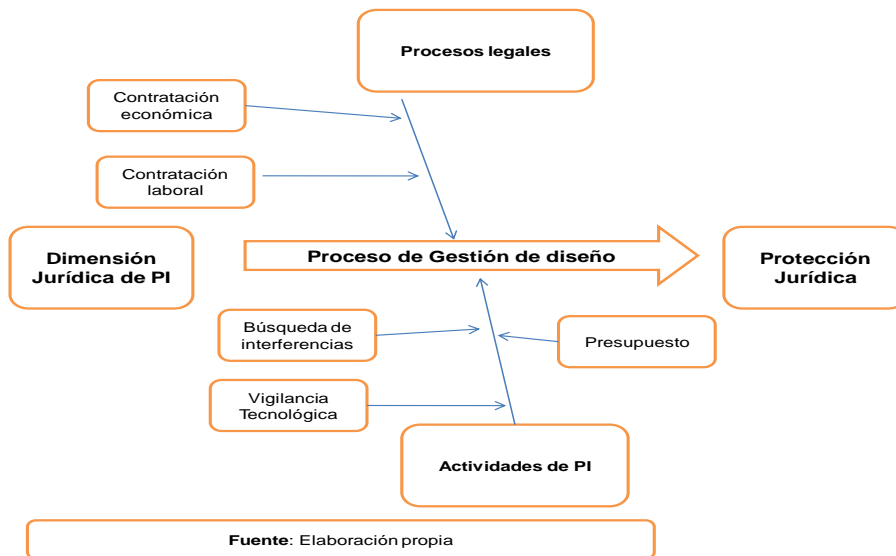 Procesos legales
Contratación
económica
Contratación
laboral
Dimensión
Jurídica de PI
Proceso de Gestión de diseño
Protección
Jurídica
Búsqueda de
interferencias
Presupuesto
Vigilancia
Tecnológica
Actividades de PI
Fuente: Elaboración propia